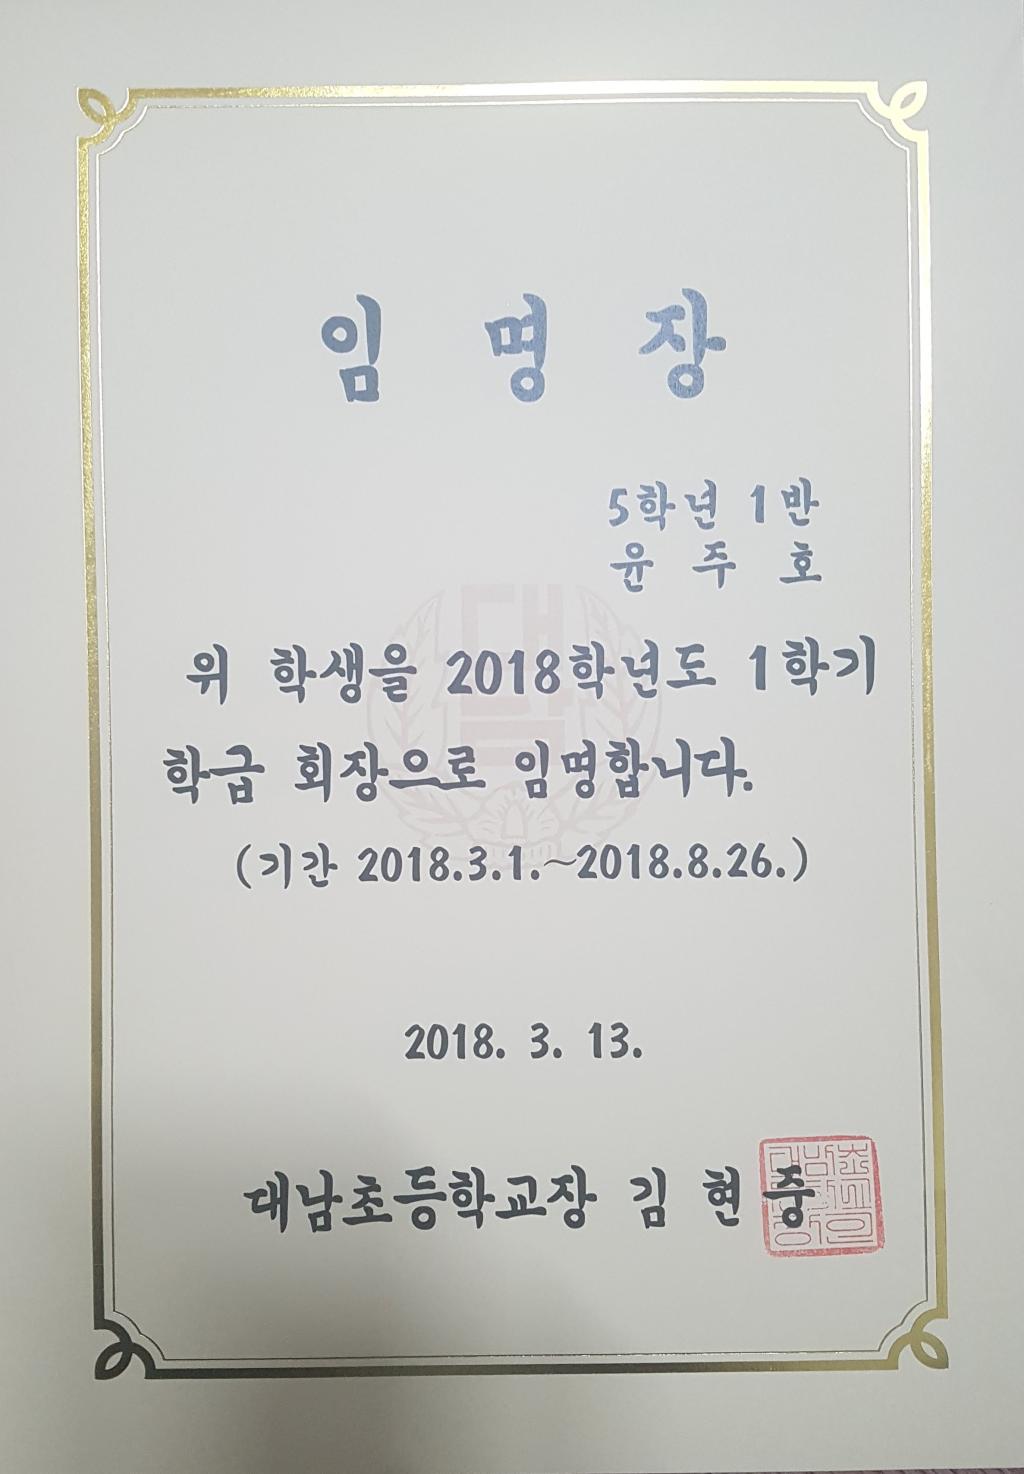 임 명 장
5학년 1반
윤 주 호
위 학생을 2018학년도 1학기
학급 회장으로 임명합니다.
(기간 2018.3.1.~2018.8.26.)
2018. 3. 13.
대남초등학교장 김 현 중